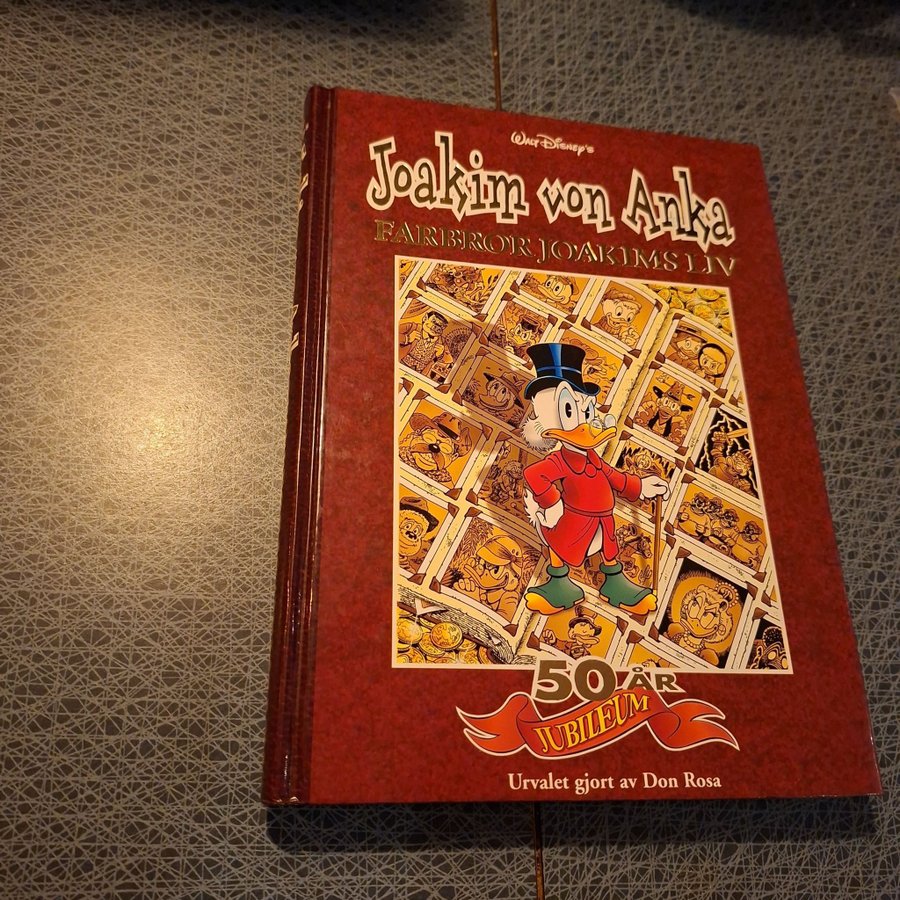 WALT DISNEY'S
Joakim von Anka
FARBROR JOAKIMS LIV
50 ÅR
JUBILEUM
Urvalet gjort av Don Rosa